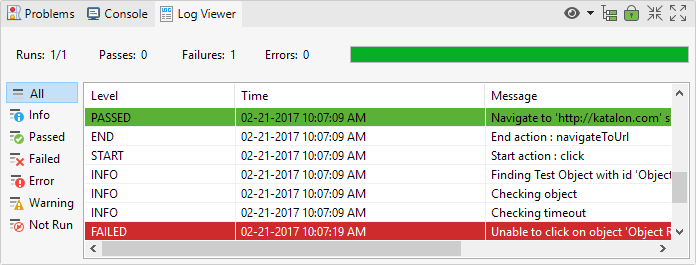 Problems Console Log Viewer
Runs: 1/1 Passes: 0 Failures: 1 Errors: 0
All
Info
Passed
Failed
Error
Warning
Not Run
Level Time Message
PASSED 02-21-2017 10:07:09 AM Navigate to 'http://katalon.com' s
END 02-21-2017 10:07:09 AM End action : navigateToUrl
START 02-21-2017 10:07:09 AM Start action : click
INFO 02-21-2017 10:07:09 AM Finding Test Object with id 'Object
INFO 02-21-2017 10:07:09 AM Checking object
INFO 02-21-2017 10:07:09 AM Checking timeout
FAILED 02-21-2017 10:07:19 AM Unable to click on object 'Object R